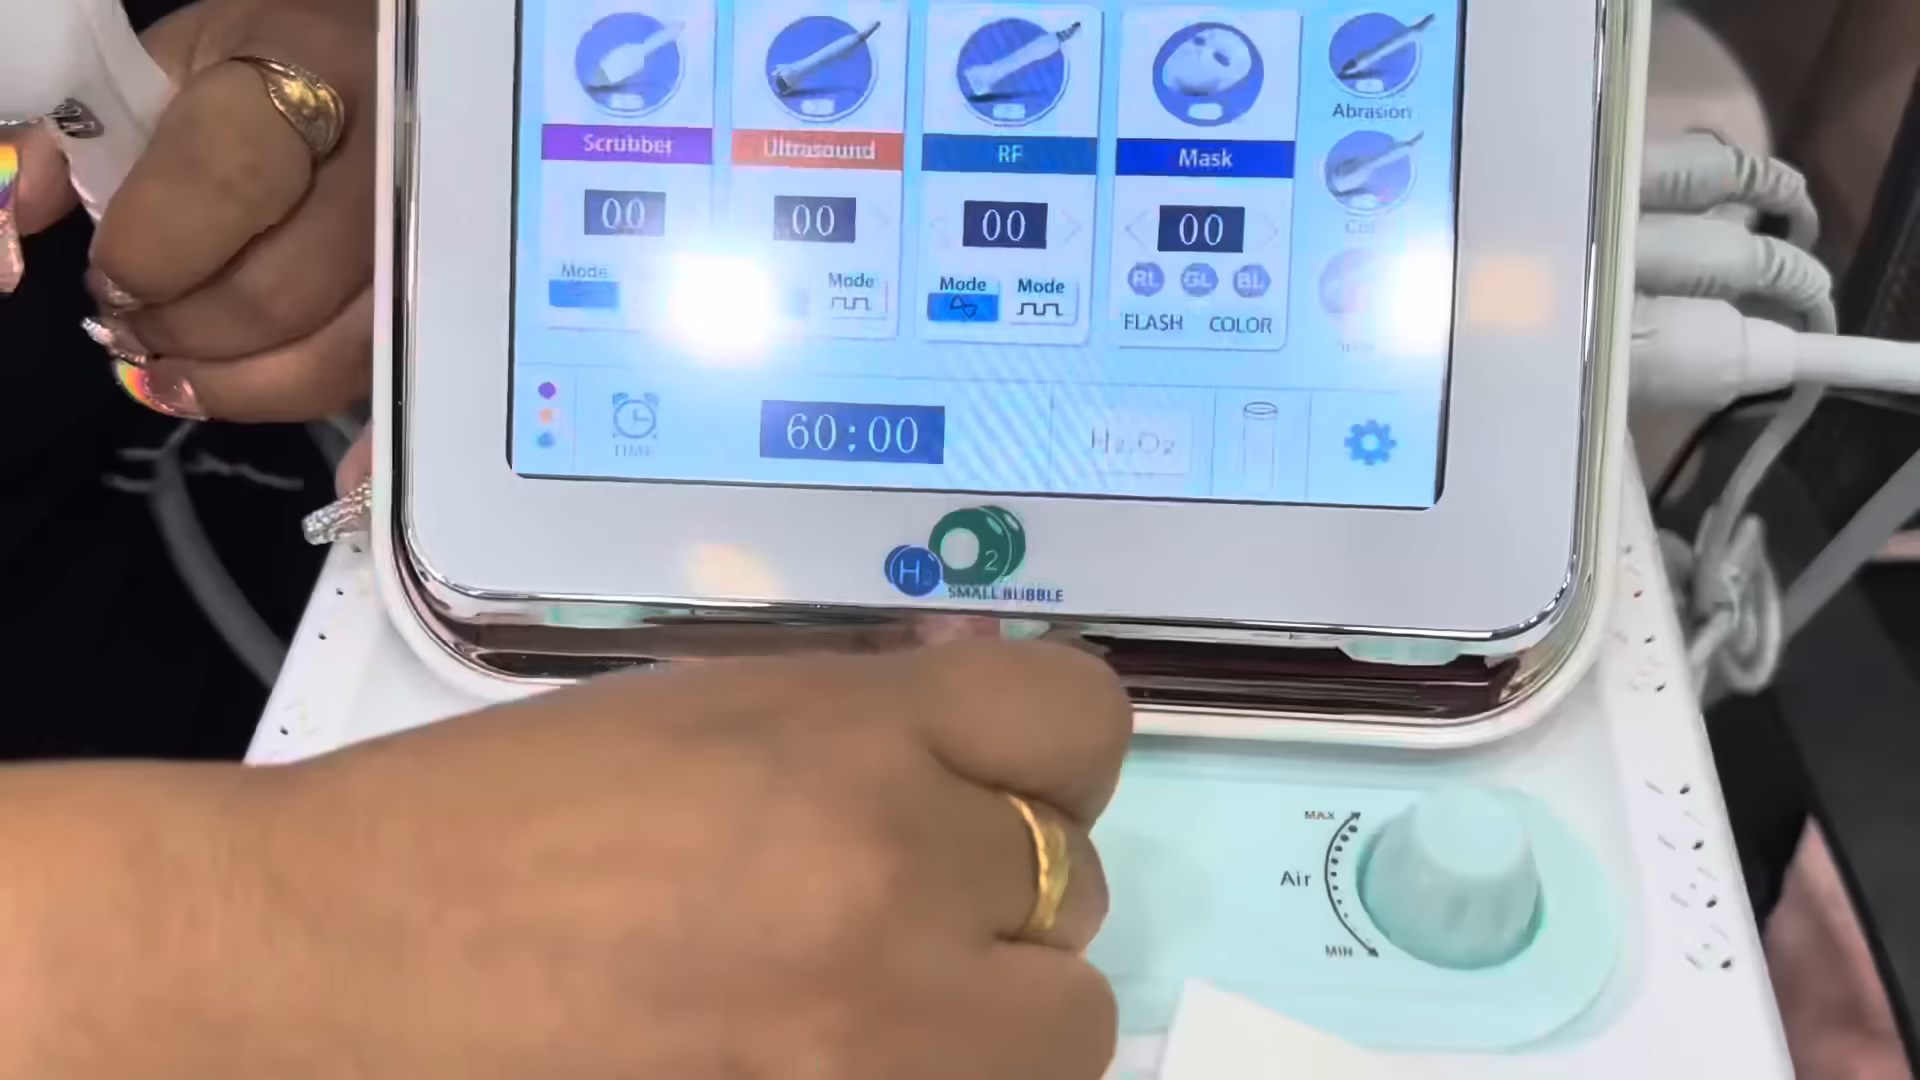 Scrubber
Ultrasound
RF
Mask
Abrasion
00
00
00
00
Mode
Mode
Mode
Mode
RL GL BL
FLASH COLOR
TIME
60:00
H₂O₂
H₂
O₂
SMALL BUBBLE
MAX
Air
MIN